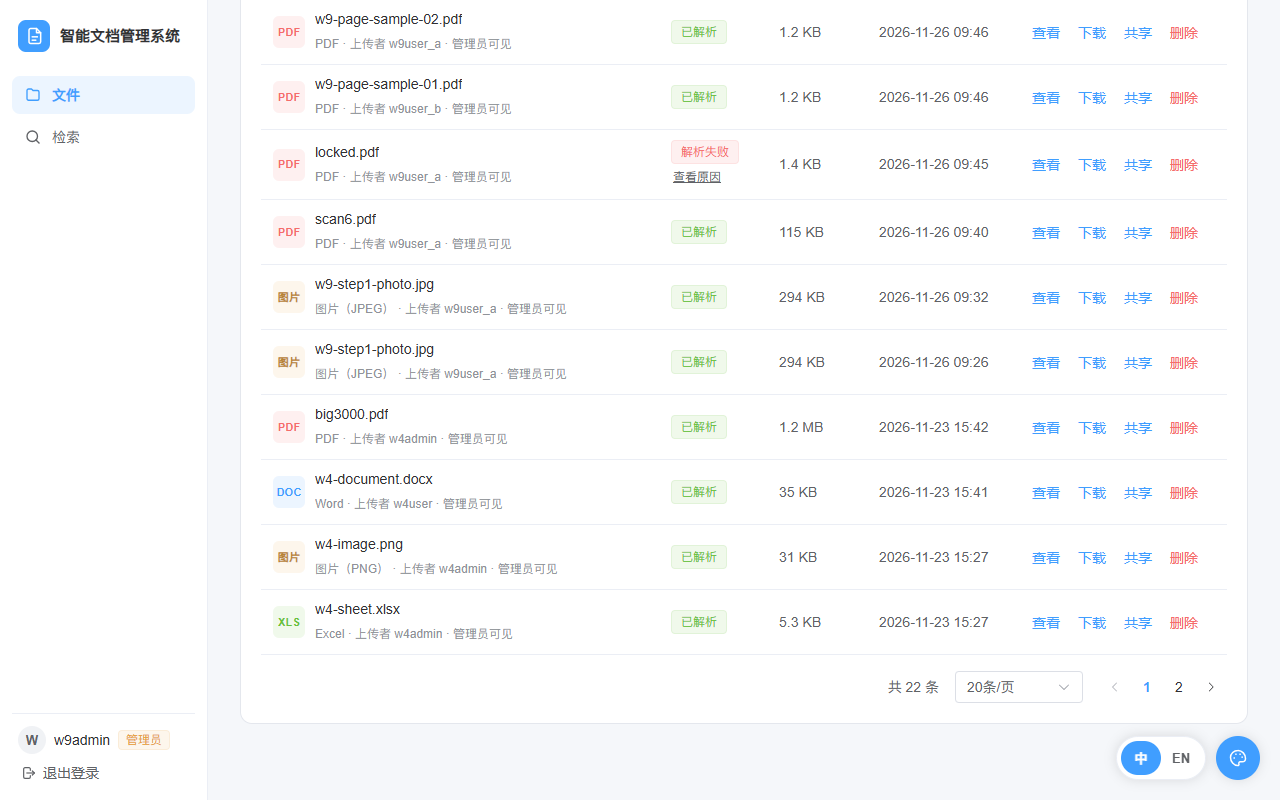 智能文档管理系统
文件
检索
PDF w9-page-sample-02.pdf
PDF · 上传者 w9user_a · 管理员可见 已解析 1.2 KB 2026-11-26 09:46 查看 下载 共享 删除
PDF w9-page-sample-01.pdf
PDF · 上传者 w9user_b · 管理员可见 已解析 1.2 KB 2026-11-26 09:46 查看 下载 共享 删除
PDF locked.pdf
PDF · 上传者 w9user_a · 管理员可见 解析失败 查看原因 1.4 KB 2026-11-26 09:45 查看 下载 共享 删除
PDF scan6.pdf
PDF · 上传者 w9user_a · 管理员可见 已解析 115 KB 2026-11-26 09:40 查看 下载 共享 删除
图片 w9-step1-photo.jpg
图片（JPEG） · 上传者 w9user_a · 管理员可见 已解析 294 KB 2026-11-26 09:32 查看 下载 共享 删除
图片 w9-step1-photo.jpg
图片（JPEG） · 上传者 w9user_a · 管理员可见 已解析 294 KB 2026-11-26 09:26 查看 下载 共享 删除
PDF big3000.pdf
PDF · 上传者 w4admin · 管理员可见 已解析 1.2 MB 2026-11-23 15:42 查看 下载 共享 删除
DOC w4-document.docx
Word · 上传者 w4user · 管理员可见 已解析 35 KB 2026-11-23 15:41 查看 下载 共享 删除
图片 w4-image.png
图片（PNG） · 上传者 w4admin · 管理员可见 已解析 31 KB 2026-11-23 15:27 查看 下载 共享 删除
XLS w4-sheet.xlsx
Excel · 上传者 w4admin · 管理员可见 已解析 5.3 KB 2026-11-23 15:27 查看 下载 共享 删除
共 22 条 20条/页 1 2
W w9admin 管理员
退出登录
中 EN